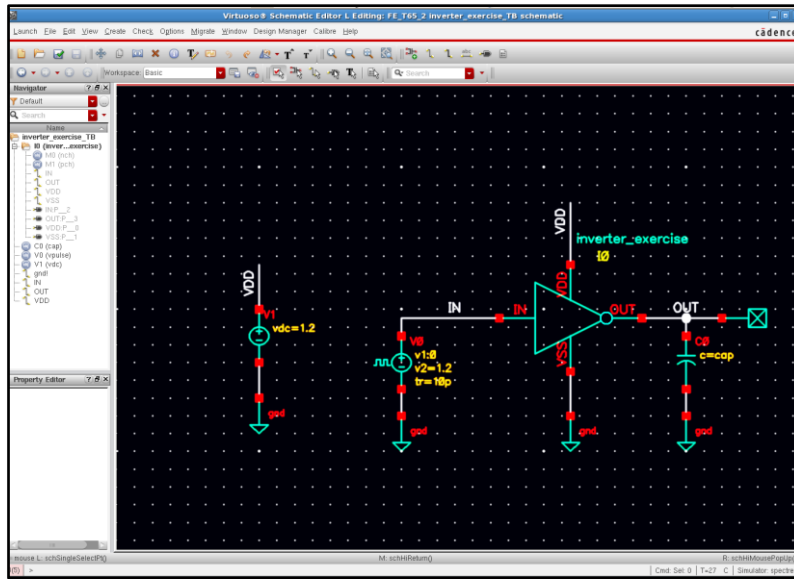 Virtuoso® Schematic Editor L Editing: FE_T65_2 inverter_exercise_TB schematic
Launch File Edit View Create Check Options Migrate Window Design Manager Calibre Help
cādence
Workspace: Basic
Search
Navigator
Default
Search
Name
inverter_exercise_TB
I0 (inver...exercise)
M0 (nch)
M1 (pch)
IN
OUT
VDD
VSS
IN:P__2
OUT:P__3
VDD:P__0
VSS:P__1
C0 (cap)
V0 (vpulse)
V1 (vdc)
gnd!
IN
OUT
VDD
Property Editor
VDD
V1
vdc=1.2
gnd
IN
V0
v1:0
v2=1.2
tr=10p
gnd
VDD
inverter_exercise
I0
VDD
IN
OUT
VSS
gnd
OUT
C0
c=cap
gnd
mouse L: schSingleSelectPt()
M: schHiReturn()
R: schHiMousePopUp(
>
Cmd: Sel: 0
T=27 C
Simulator: spectre